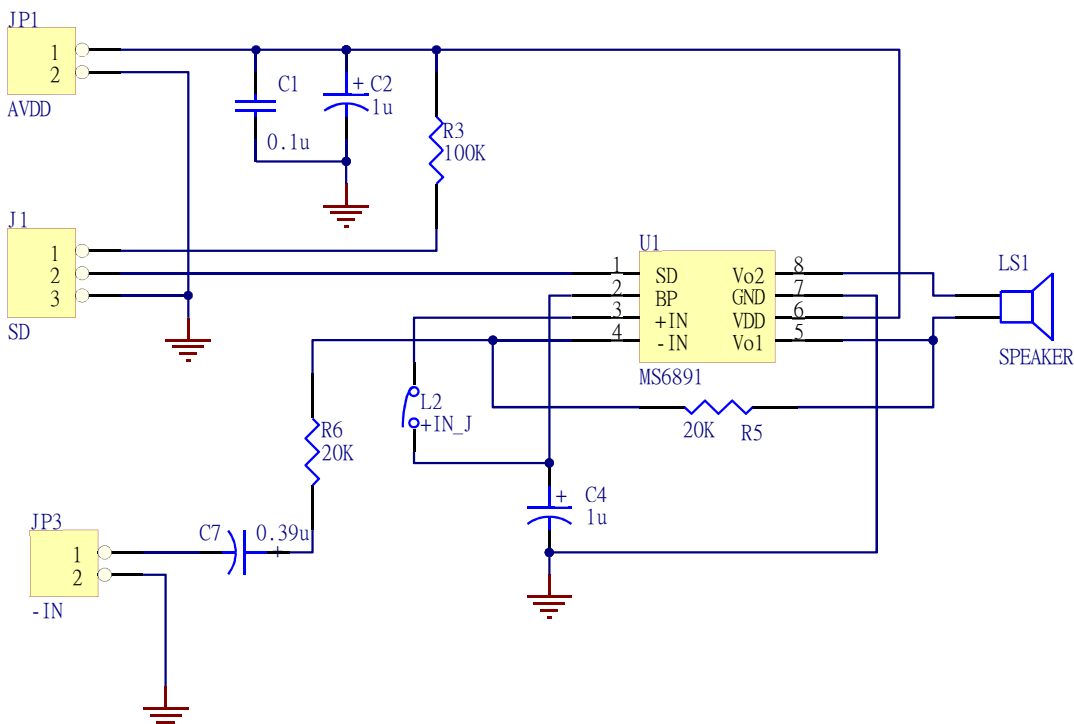 JP1
1
2
AVDD
C1
0.1u
+ C2
1u
R3
100K
J1
1
2
3
SD
U1
1 SD Vo2 8
2 BP GND 7
3 +IN VDD 6
4 -IN Vo1 5
MS6891
LS1
SPEAKER
L2
+IN_J
20K R5
R6
20K
+ C4
1u
JP3
1
2
-IN
C7 0.39u
+